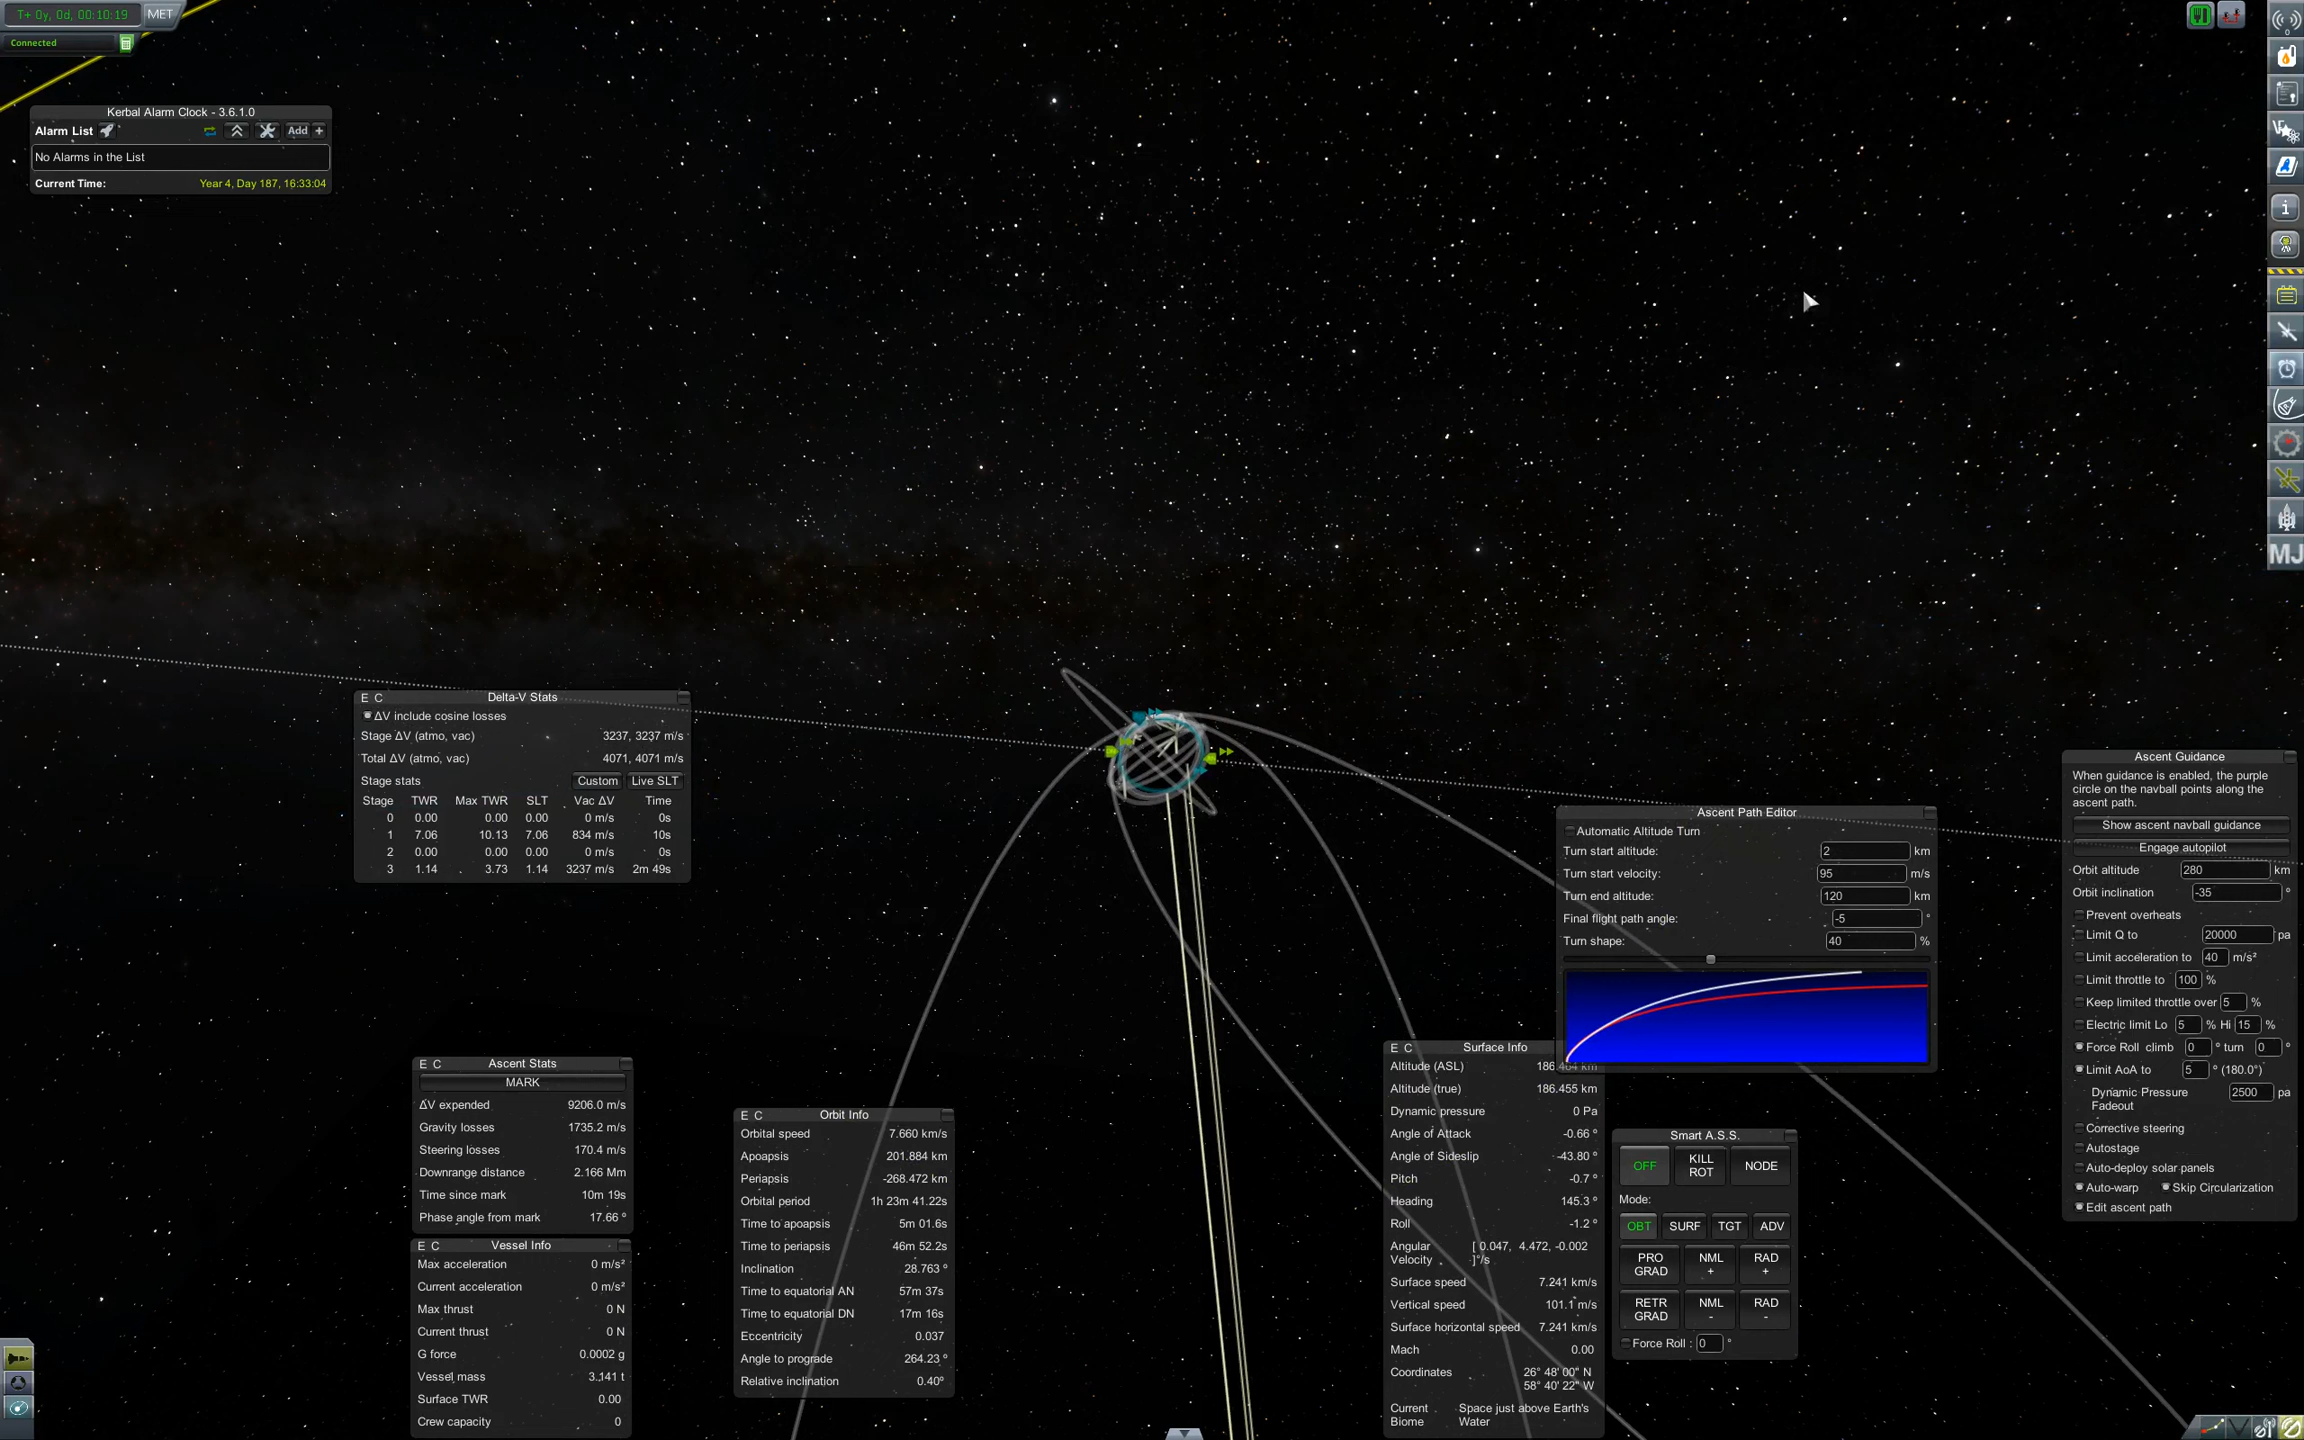 T+ 0y, 0d, 00:10:19 MET
Connected
Kerbal Alarm Clock - 3.6.1.0
Alarm List Add +
No Alarms in the List
Current Time: Year 4, Day 187, 16:33:04
E C Delta-V Stats
ΔV include cosine losses
Stage ΔV (atmo, vac) 3237, 3237 m/s
Total ΔV (atmo, vac) 4071, 4071 m/s
Stage stats Custom Live SLT
Stage TWR Max TWR SLT Vac ΔV Time
0 0.00 0.00 0.00 0 m/s 0s
1 7.06 10.13 7.06 834 m/s 10s
2 0.00 0.00 0.00 0 m/s 0s
3 1.14 3.73 1.14 3237 m/s 2m 49s
E C Ascent Stats
MARK
ΔV expended 9206.0 m/s
Gravity losses 1735.2 m/s
Steering losses 170.4 m/s
Downrange distance 2.166 Mm
Time since mark 10m 19s
Phase angle from mark 17.66 º
E C Vessel Info
Max acceleration 0 m/s²
Current acceleration 0 m/s²
Max thrust 0 N
Current thrust 0 N
G force 0.0002 g
Vessel mass 3.141 t
Surface TWR 0.00
Crew capacity 0
E C Orbit Info
Orbital speed 7.660 km/s
Apoapsis 201.884 km
Periapsis -268.472 km
Orbital period 1h 23m 41.22s
Time to apoapsis 5m 01.6s
Time to periapsis 46m 52.2s
Inclination 28.763 º
Time to equatorial AN 57m 37s
Time to equatorial DN 17m 16s
Eccentricity 0.037
Angle to prograde 264.23 º
Relative inclination 0.40º
E C Surface Info
Altitude (ASL) 186.464 km
Altitude (true) 186.455 km
Dynamic pressure 0 Pa
Angle of Attack -0.66 º
Angle of Sideslip -43.80 º
Pitch -0.7 º
Heading 145.3 º
Roll -1.2 º
Angular [ 0.047, 4.472, -0.002
Velocity ]°/s
Surface speed 7.241 km/s
Vertical speed 101.1 m/s
Surface horizontal speed 7.241 km/s
Mach 0.00
Coordinates 26° 48' 00" N
58° 40' 22" W
Current Space just above Earth's
Biome Water
Ascent Path Editor
Automatic Altitude Turn
Turn start altitude: 2 km
Turn start velocity: 95 m/s
Turn end altitude: 120 km
Final flight path angle: -5 °
Turn shape: 40 %
Smart A.S.S.
OFF KILL ROT NODE
Mode:
OBT SURF TGT ADV
PRO GRAD NML + RAD +
RETR GRAD NML - RAD -
Force Roll : 0 °
Ascent Guidance
When guidance is enabled, the purple
circle on the navball points along the
ascent path.
Show ascent navball guidance
Engage autopilot
Orbit altitude 280 km
Orbit inclination -35 º
Prevent overheats
Limit Q to 20000 pa
Limit acceleration to 40 m/s²
Limit throttle to 100 %
Keep limited throttle over 5 %
Electric limit Lo 5 % Hi 15 %
Force Roll climb 0 º turn 0 º
Limit AoA to 5 º (180.0°)
Dynamic Pressure 2500 pa
Fadeout
Corrective steering
Autostage
Auto-deploy solar panels
Auto-warp Skip Circularization
Edit ascent path
0
MJ